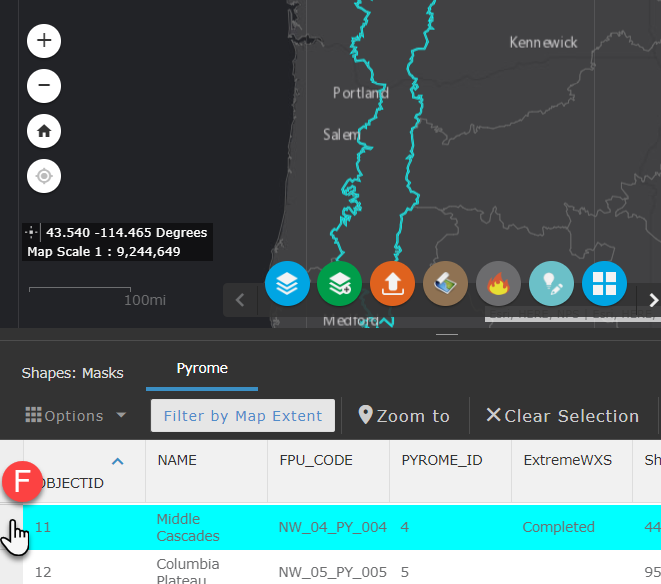 Kennewick
Portland
Salem
43.540 -114.465 Degrees
Map Scale 1 : 9,244,649
100mi
Medford
Shapes: Masks
Pyrome
Options
Filter by Map Extent
Zoom to
Clear Selection
F
OBJECTID
NAME
FPU_CODE
PYROME_ID
ExtremeWXS
Sh
11
Middle
Cascades
NW_04_PY_004
4
Completed
44
12
Columbia
Plateau
NW_05_PY_005
5
95